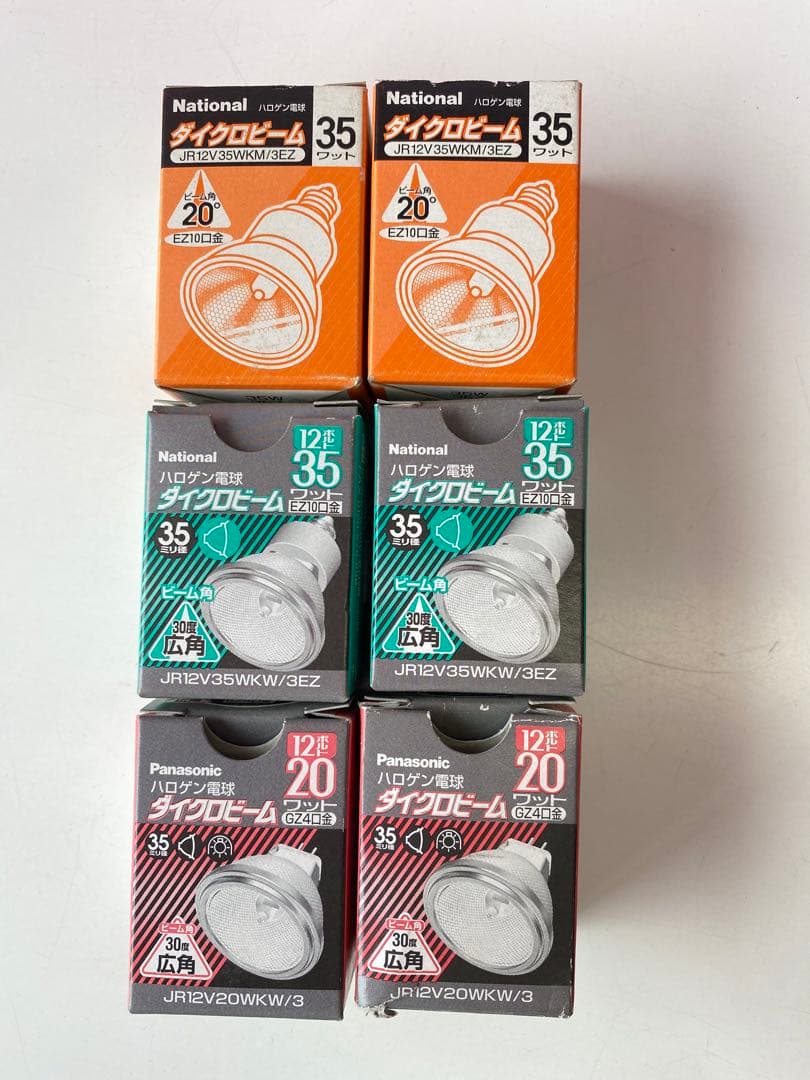 National ハロゲン電球
ダイクロビーム
JR12V35WKM/3EZ
35
ワット
ビーム角
20°
EZ10口金
National ハロゲン電球
ダイクロビーム
JR12V35WKM/3EZ
35
ワット
ビーム角
20°
EZ10口金
35W
National
ハロゲン電球
ダイクロビーム
12ボルト
35
ワット
EZ10口金
35
ミリ径
ビーム角
30度
広角
JR12V35WKW/3EZ
National
ハロゲン電球
ダイクロビーム
12ボルト
35
ワット
EZ10口金
35
ミリ径
ビーム角
30度
広角
JR12V35WKW/3EZ
Panasonic
ハロゲン電球
ダイクロビーム
12ボルト
20
ワット
GZ4口金
35
ミリ径
ビーム角
30度
広角
JR12V20WKW/3
Panasonic
ハロゲン電球
ダイクロビーム
12ボルト
20
ワット
GZ4口金
35
ミリ径
ビーム角
30度
広角
JR12V20WKW/3